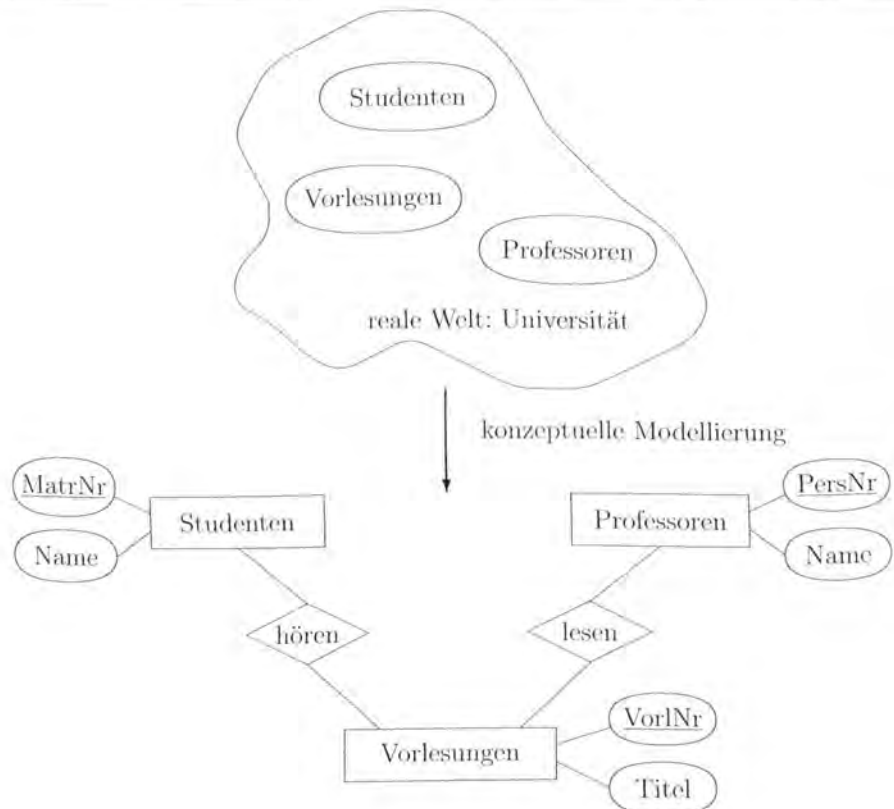 Studenten
Vorlesungen
Professoren
reale Welt: Universität
konzeptuelle Modellierung
MatrNr
Studenten
Name
Professoren
PersNr
Name
hören
lesen
Vorlesungen
VorlNr
Titel